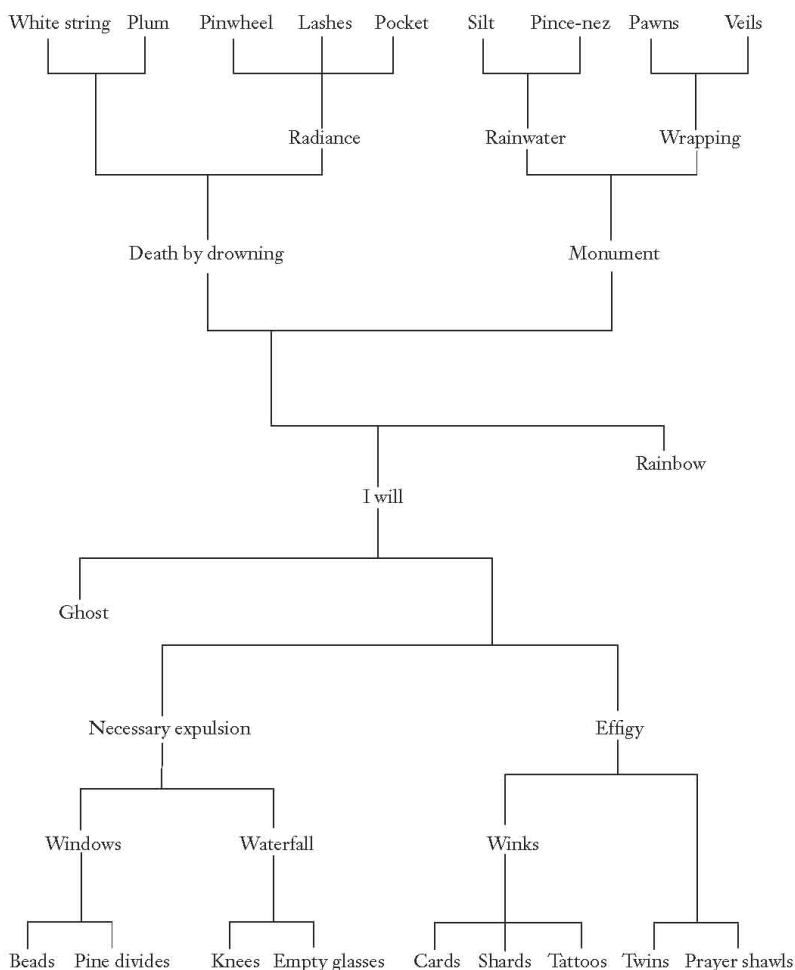 White string Plum Pinwheel Lashes Pocket Silt Pince-nez Pawns Veils
Radiance Rainwater Wrapping
Death by drowning Monument
Rainbow
I will
Ghost
Necessary expulsion Effigy
Windows Waterfall Winks
Beads Pine divides Knees Empty glasses Cards Shards Tattoos Twins Prayer shawls